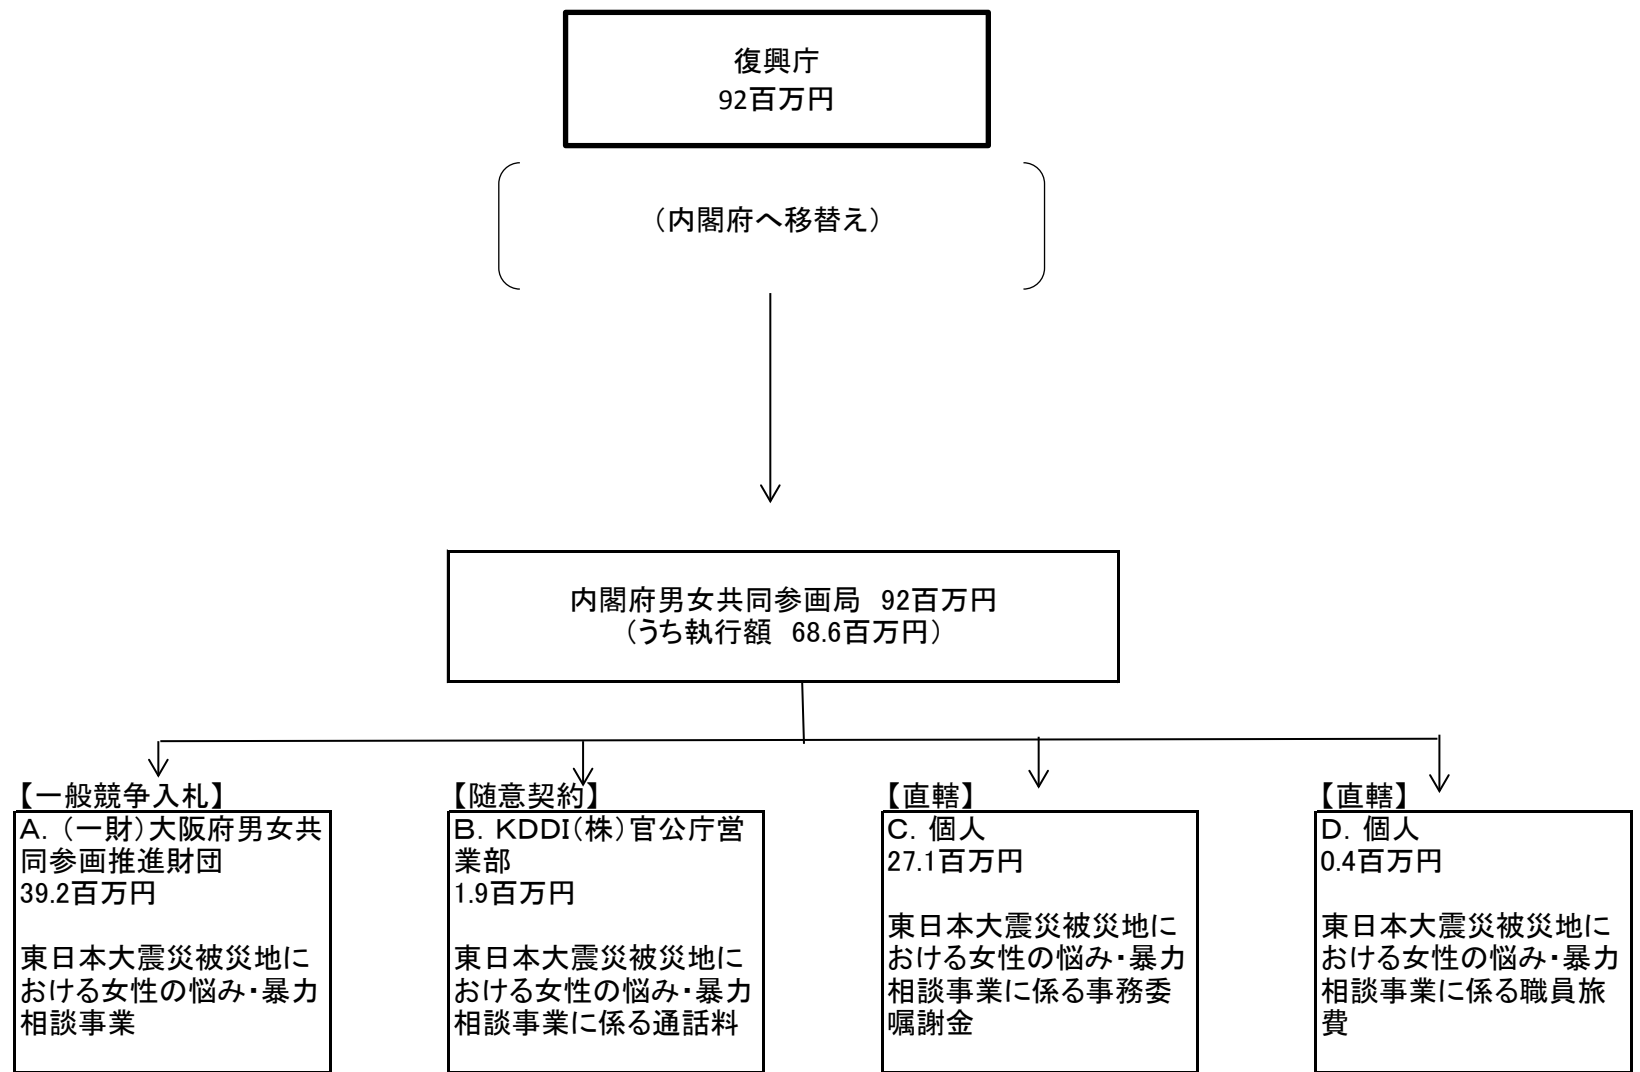 復興庁
92百万円
（内閣府へ移替え）
内閣府男女共同参画局　92百万円
（うち執行額　68.6百万円）
【一般競争入札】
A．（一財）大阪府男女共
同参画推進財団
39.2百万円
東日本大震災被災地に
おける女性の悩み・暴力
相談事業
【随意契約】
B．KDDI（株）官公庁営
業部
1.9百万円
東日本大震災被災地に
おける女性の悩み・暴力
相談事業に係る通話料
【直轄】
C．個人
27.1百万円
東日本大震災被災地に
おける女性の悩み・暴力
相談事業に係る事務委
嘱謝金
【直轄】
D．個人
0.4百万円
東日本大震災被災地に
おける女性の悩み・暴力
相談事業に係る職員旅
費